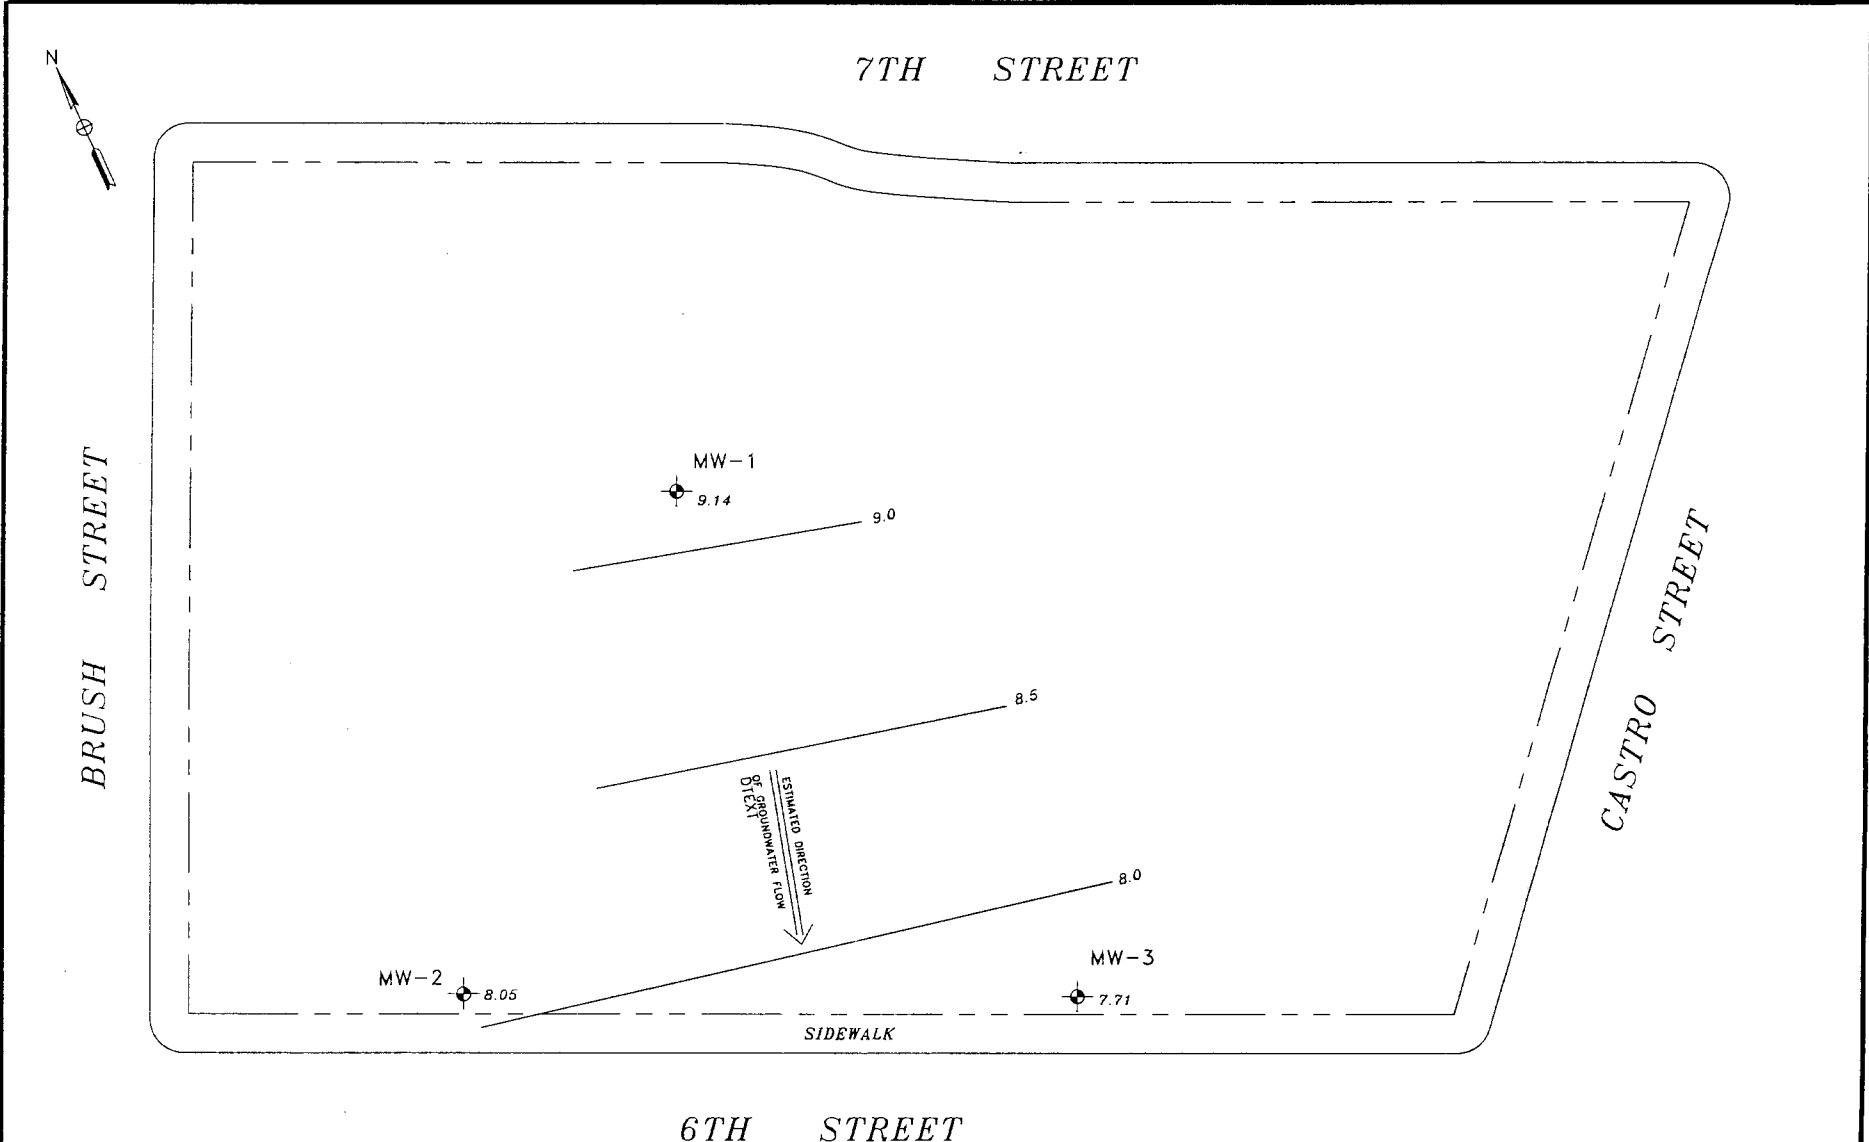 N
7TH STREET
MW-1
9.14
9.0
BRUSH STREET
CASTRO STREET
8.5
ESTIMATED DIRECTION
OF GROUNDWATER FLOW
DTEXT
8.0
MW-2
8.05
MW-3
7.71
SIDEWALK
6TH STREET